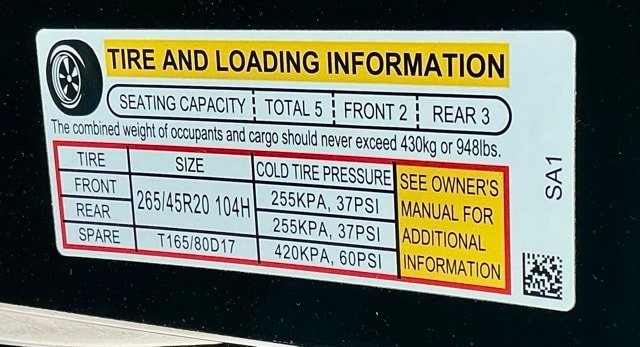 TIRE AND LOADING INFORMATION
SEATING CAPACITY TOTAL 5 FRONT 2 REAR 3
The combined weight of occupants and cargo should never exceed 430kg or 948lbs.
TIRE SIZE COLD TIRE PRESSURE
FRONT 265/45R20 104H 255KPA, 37PSI
REAR 255KPA, 37PSI
SPARE T165/80D17 420KPA, 60PSI
SEE OWNER'S
MANUAL FOR
ADDITIONAL
INFORMATION
SA1